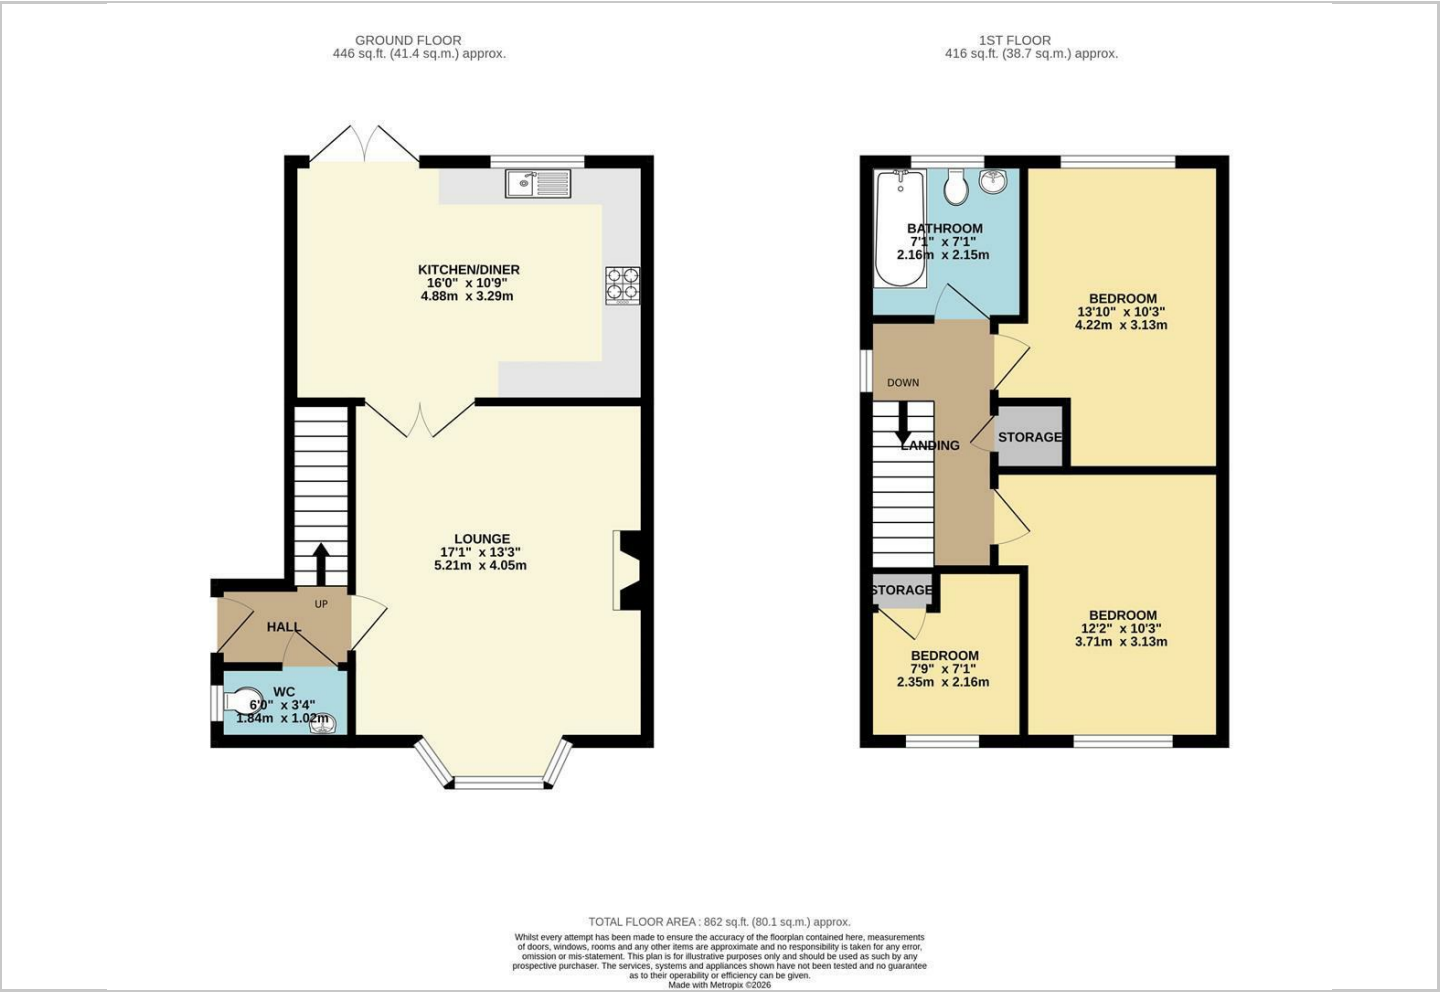 GROUND FLOOR
446 sq.ft. (41.4 sq.m.) approx.
1ST FLOOR
416 sq.ft. (38.7 sq.m.) approx.
KITCHEN/DINER
16'0" x 10'9"
4.88m x 3.29m
LOUNGE
17'1" x 13'3"
5.21m x 4.05m
UP
HALL
WC
6'0" x 3'4"
1.84m x 1.02m
BATHROOM
7'1" x 7'1"
2.16m x 2.15m
BEDROOM
13'10" x 10'3"
4.22m x 3.13m
DOWN
LANDING
STORAGE
STORAGE
BEDROOM
12'2" x 10'3"
3.71m x 3.13m
BEDROOM
7'9" x 7'1"
2.35m x 2.16m
TOTAL FLOOR AREA : 862 sq.ft. (80.1 sq.m.) approx.
Whilst every attempt has been made to ensure the accuracy of the floorplan contained here, measurements
of doors, windows, rooms and any other items are approximate and no responsibility is taken for any error,
omission or mis-statement. This plan is for illustrative purposes only and should be used as such by any
prospective purchaser. The services, systems and appliances shown have not been tested and no guarantee
as to their operability or efficiency can be given.
Made with Metropix ©2026